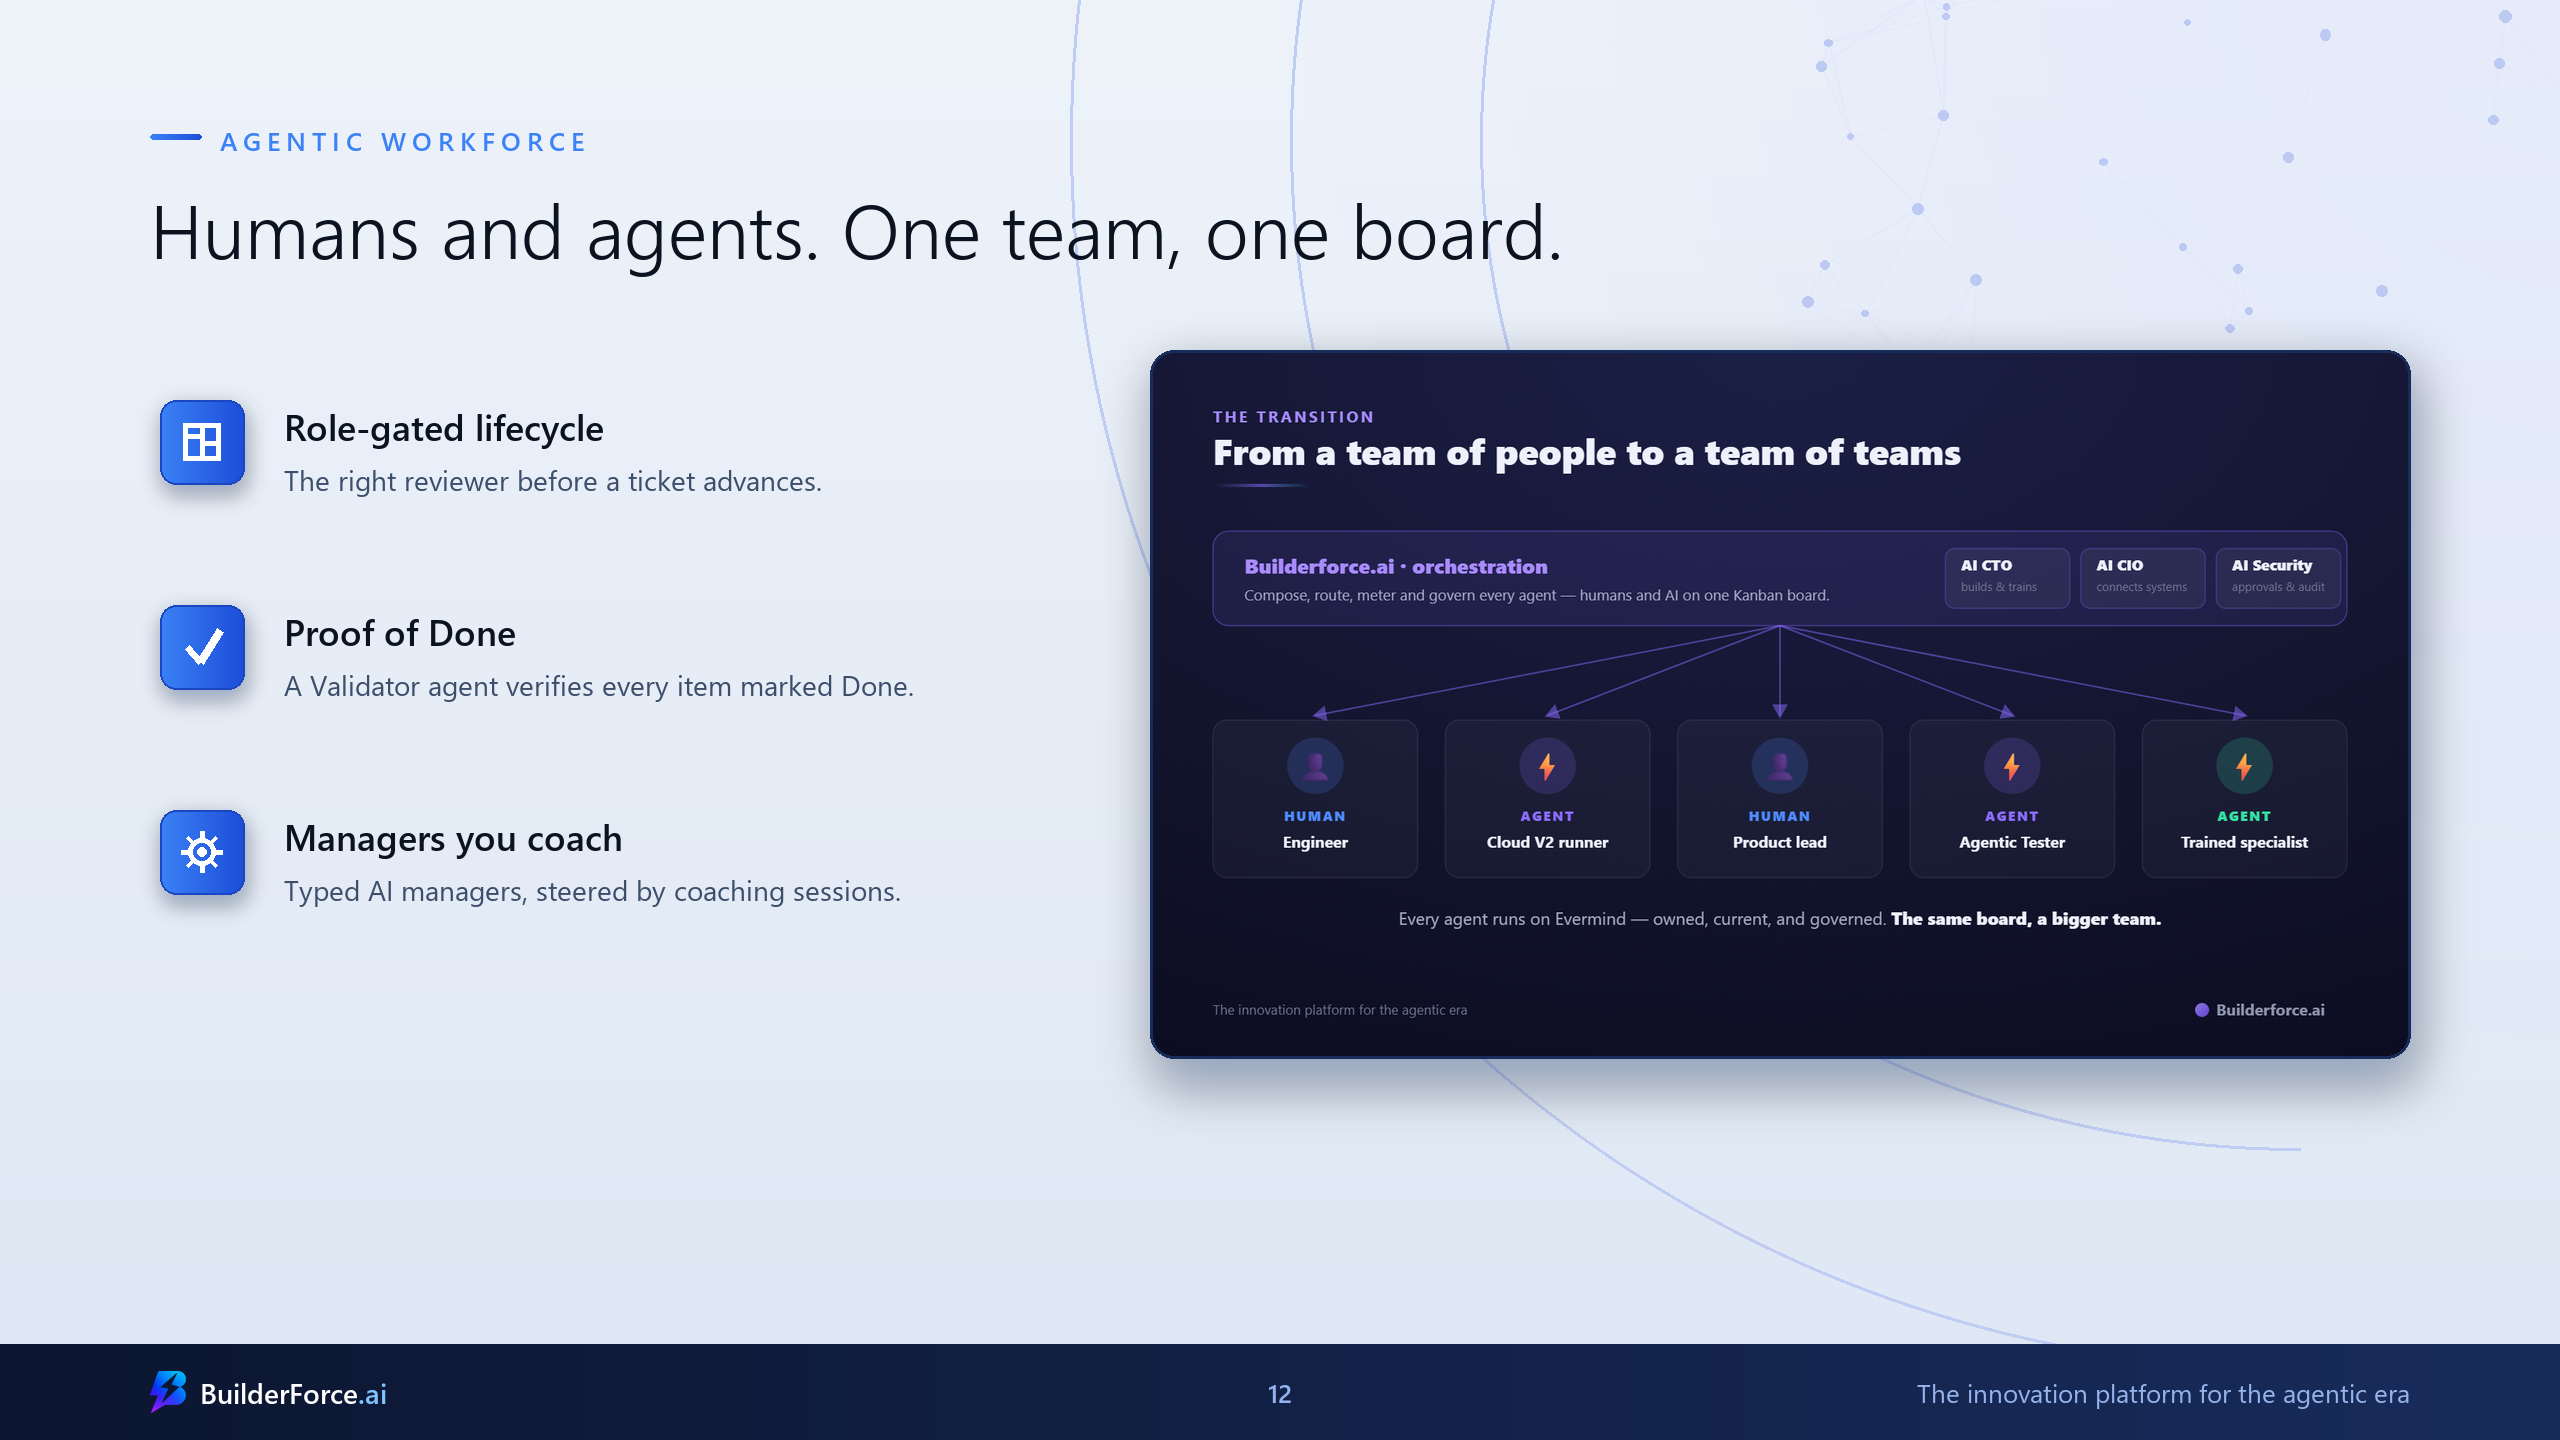 AGENTIC WORKFORCE
Humans and agents. One team, one board.
Role-gated lifecycle
The right reviewer before a ticket advances.
Proof of Done
A Validator agent verifies every item marked Done.
Managers you coach
Typed AI managers, steered by coaching sessions.
THE TRANSITION
From a team of people to a team of teams
Builderforce.ai · orchestration
Compose, route, meter and govern every agent — humans and AI on one Kanban board.
AI CTO
builds & trains
AI CIO
connects systems
AI Security
approvals & audit
HUMAN
Engineer
AGENT
Cloud V2 runner
HUMAN
Product lead
AGENT
Agentic Tester
AGENT
Trained specialist
Every agent runs on Evermind — owned, current, and governed. The same board, a bigger team.
The innovation platform for the agentic era
Builderforce.ai
BuilderForce.ai
12
The innovation platform for the agentic era